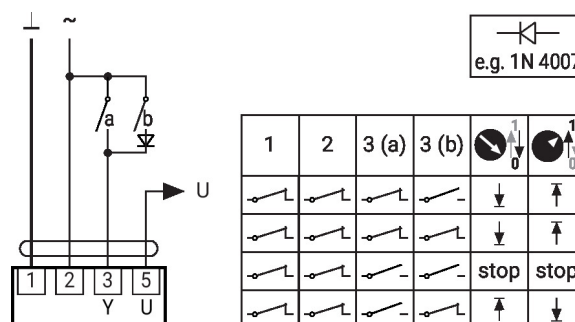 ⊥ ~
e.g. 1N 4007
a b
1 2 3 (a) 3 (b) 1 0 1 0
U
stop stop
1 2 3 5
Y U